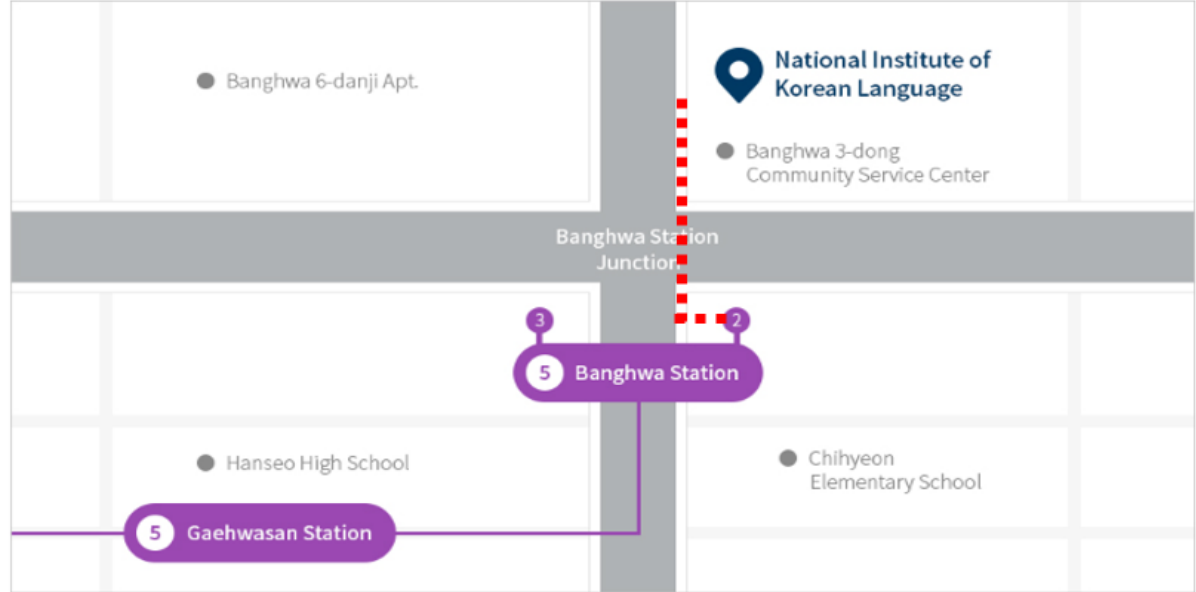 Banghwa 6-danji Apt.
National Institute of
Korean Language
Banghwa 3-dong
Community Service Center
Banghwa Station
Junction
3
2
5 Banghwa Station
Hanseo High School
Chihyeon
Elementary School
5 Gaehwasan Station